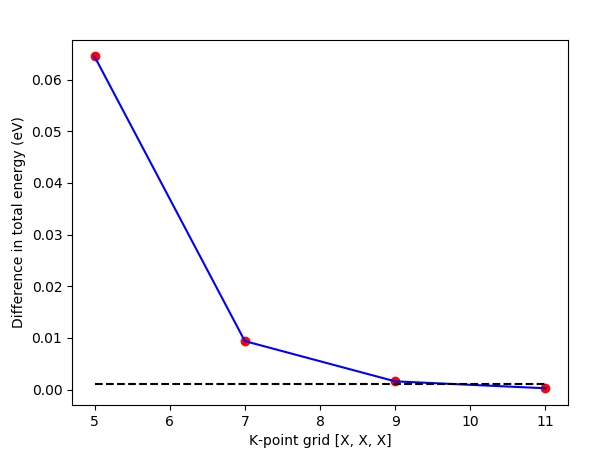 Difference in total energy (eV)
0.06
0.05
0.04
0.03
0.02
0.01
0.00
5 6 7 8 9 10 11
K-point grid [X, X, X]